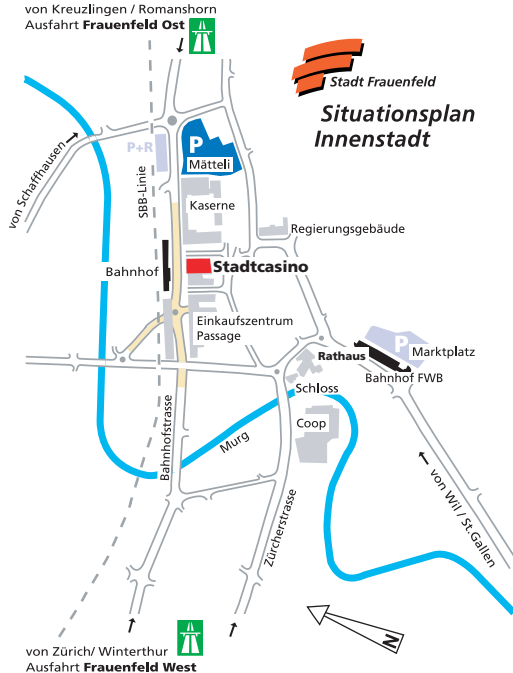 von Kreuzlingen / Romanshorn
Ausfahrt Frauenfeld Ost
Stadt Frauenfeld
Situationsplan
Innenstadt
von Schaffhausen
P+R
P
Mätteli
SBB-Linie
Kaserne
Regierungsgebäude
Bahnhof
Stadtcasino
Einkaufszentrum
Passage
Rathaus
P
Marktplatz
Bahnhof FWB
Schloss
Coop
Bahnhofstrasse
Murg
Zürcherstrasse
von Wil / St.Gallen
N
von Zürich/ Winterthur
Ausfahrt Frauenfeld West